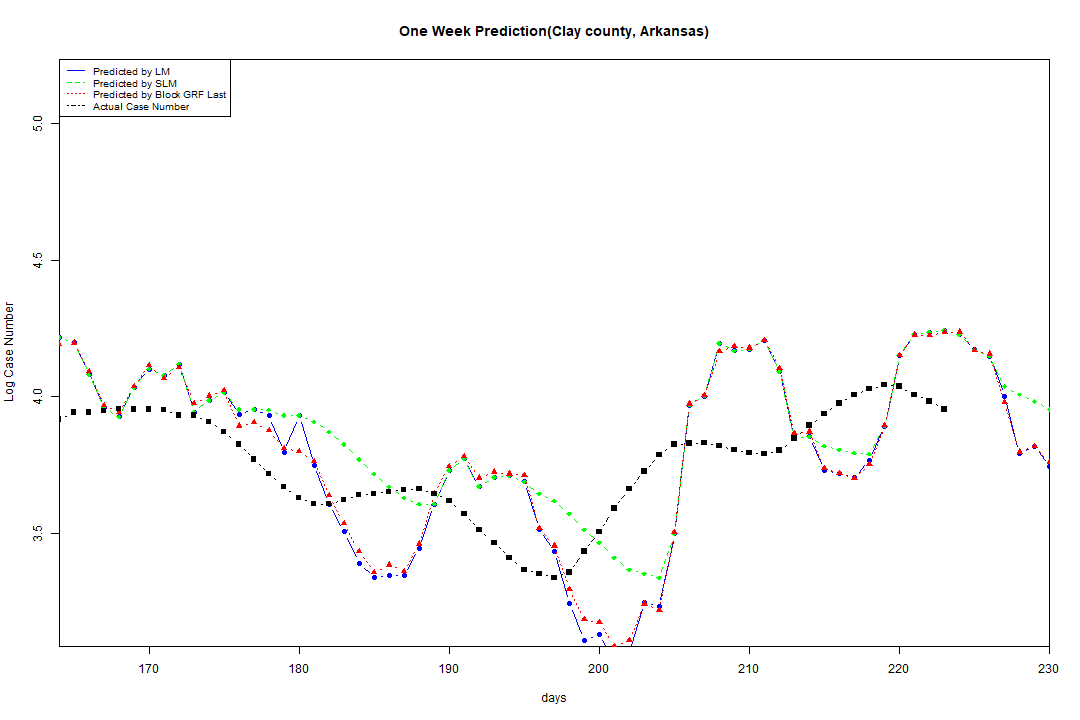 One Week Prediction(Clay county, Arkansas)
Predicted by LM
Predicted by SLM
Predicted by Block GRF Last
Actual Case Number
5.0
4.5
4.0
3.5
Log Case Number
170 180 190 200 210 220 230
days